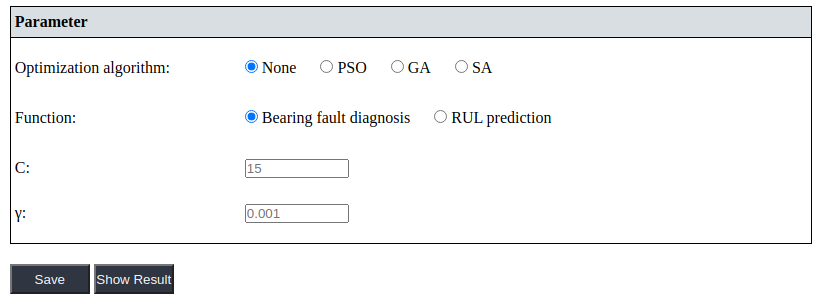 Parameter
Optimization algorithm: None PSO GA SA
Function: Bearing fault diagnosis RUL prediction
C: 15
γ: 0.001
Save Show Result